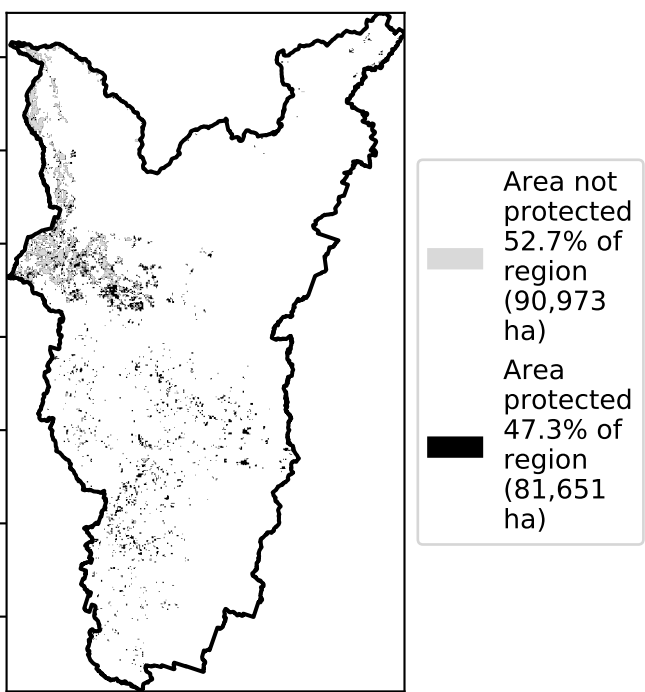 Area not
protected
52.7% of
region
(90,973
ha)
Area
protected
47.3% of
region
(81,651
ha)